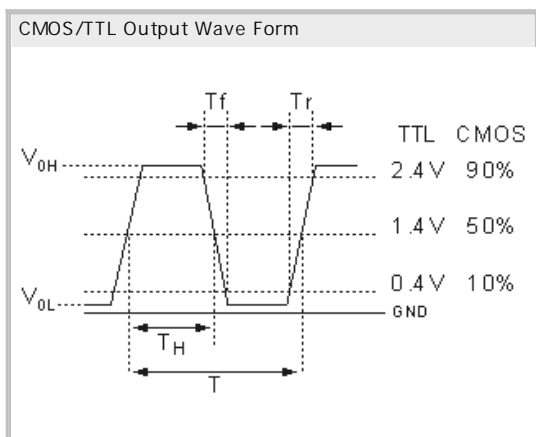 CMOS/TTL Output Wave Form
Tf Tr
TTL CMOS
V0H 2.4V 90%
1.4V 50%
V0L 0.4V 10%
GND
TH
T